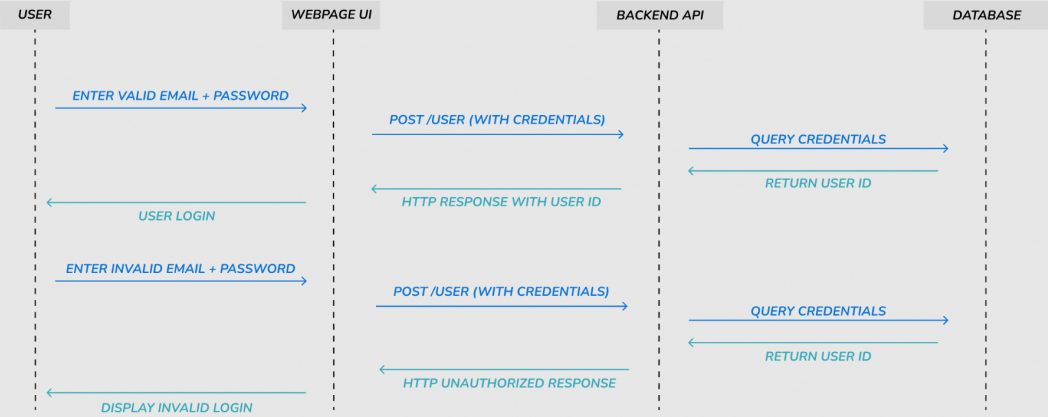 USER
WEBPAGE UI
BACKEND API
DATABASE
ENTER VALID EMAIL + PASSWORD
POST /USER (WITH CREDENTIALS)
QUERY CREDENTIALS
RETURN USER ID
HTTP RESPONSE WITH USER ID
USER LOGIN
ENTER INVALID EMAIL + PASSWORD
POST /USER (WITH CREDENTIALS)
QUERY CREDENTIALS
RETURN USER ID
HTTP UNAUTHORIZED RESPONSE
DISPLAY INVALID LOGIN